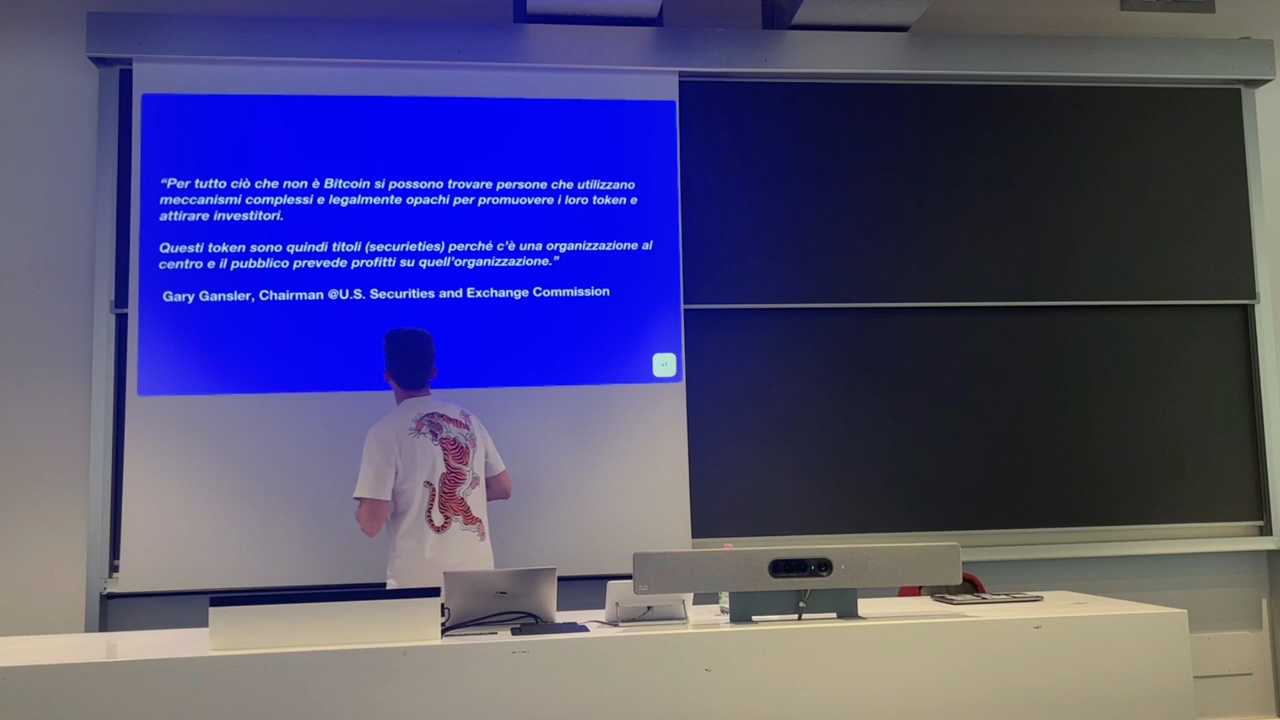 “Per tutto ciò che non è Bitcoin si possono trovare persone che utilizzano
meccanismi complessi e legalmente opachi per promuovere i loro token e
attirare investitori.
Questi token sono quindi titoli (securieties) perché c’è una organizzazione al
centro e il pubblico prevede profitti su quell’organizzazione.”
Gary Gansler, Chairman @U.S. Securities and Exchange Commission